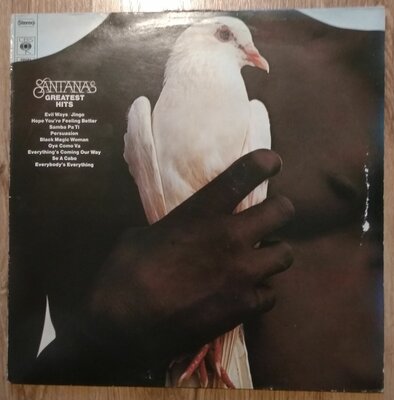 Stereo
CBS
SANTANA'S
GREATEST
HITS
Evil Ways Jingo
Hope You're Feeling Better
Samba Pa Ti
Persuasion
Black Magic Woman
Oye Como Va
Everything's Coming Our Way
Se A Cabo
Everybody's Everything